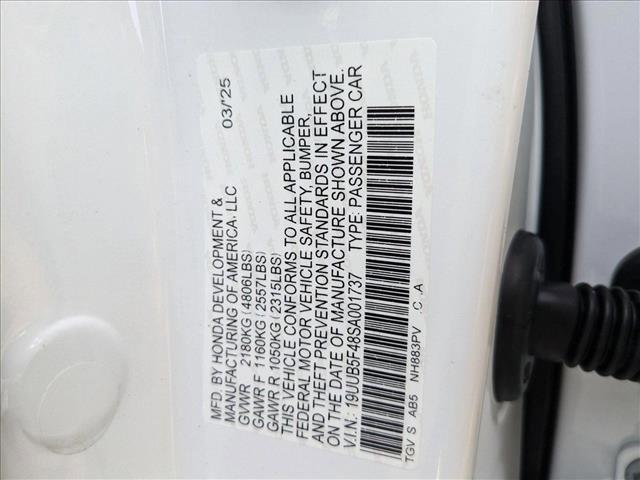 MFD. BY HONDA DEVELOPMENT & 03/'25
MANUFACTURING OF AMERICA. LLC
GVWR 2180KG(4806LBS)
GAWR F 1160KG(2557LBS)
GAWR R 1050KG(2315LBS)
THIS VEHICLE CONFORMS TO ALL APPLICABLE
FEDERAL MOTOR VEHICLE SAFETY, BUMPER,
AND THEFT PREVENTION STANDARDS IN EFFECT
ON THE DATE OF MANUFACTURE SHOWN ABOVE.
V.I.N.: 19UUB5F48SA001737 TYPE: PASSENGER CAR
TGV S AB5 NH883PV C A